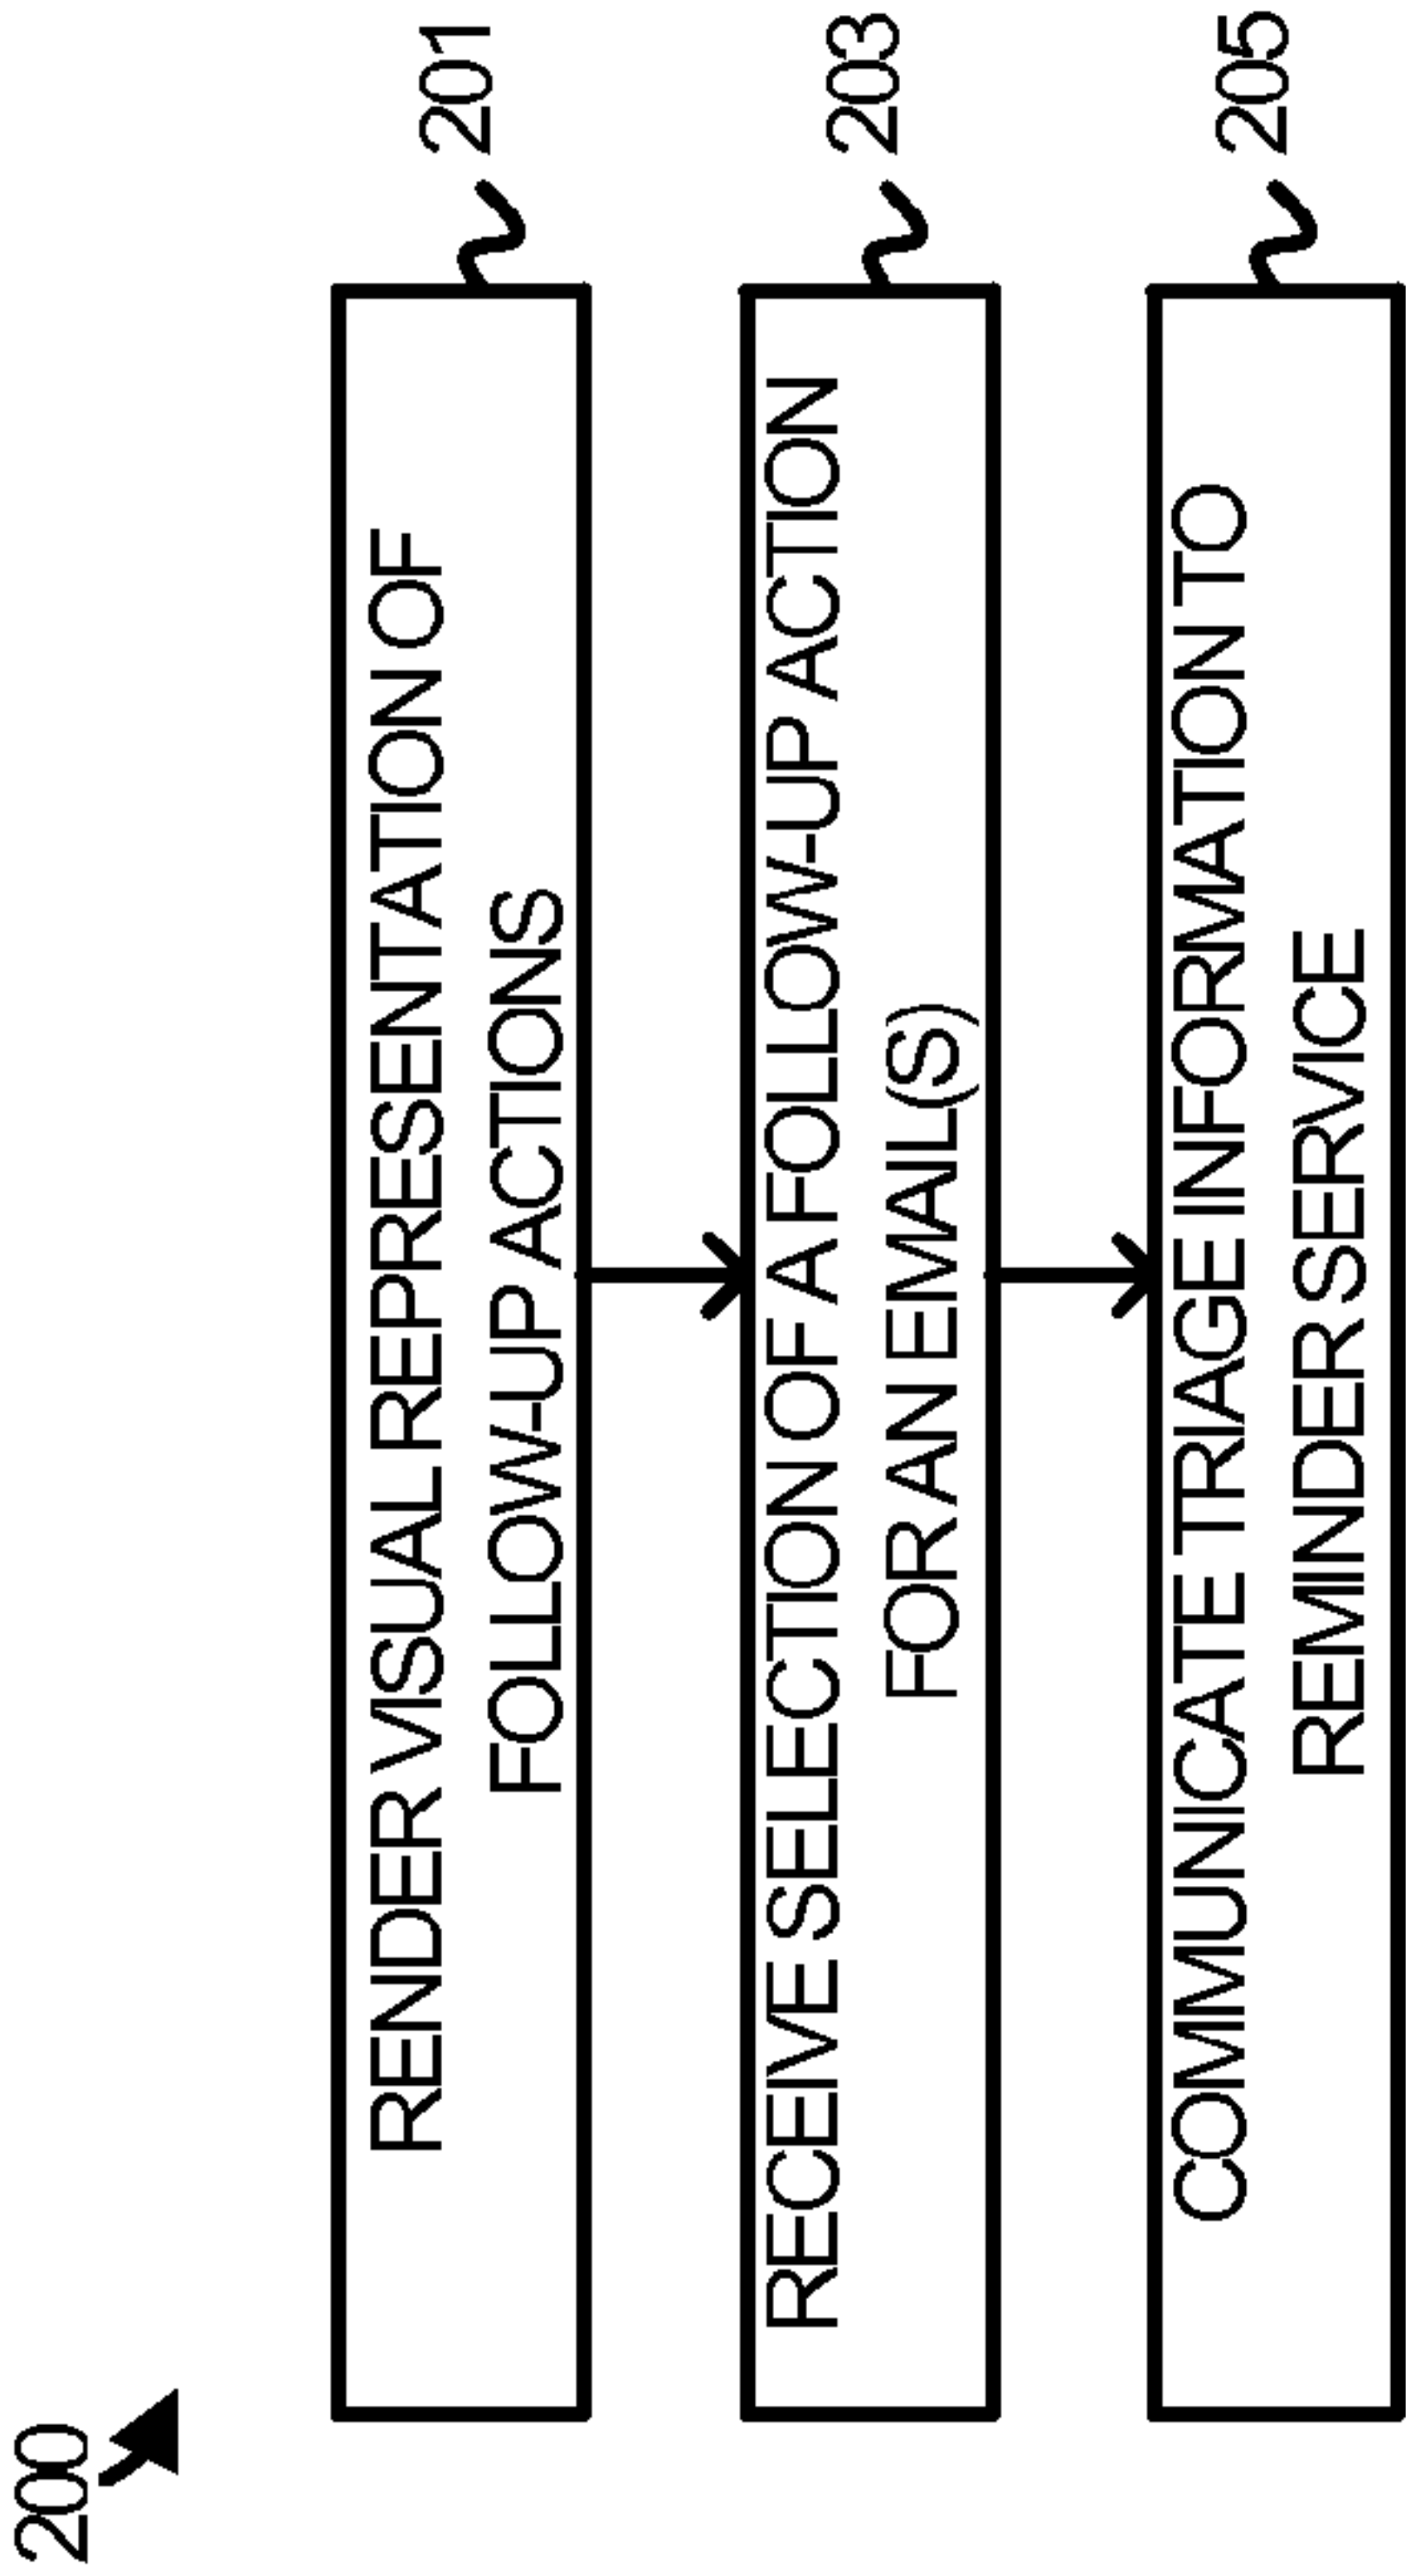 200
RENDER VISUAL REPRESENTATION OF
FOLLOW-UP ACTIONS
201
RECEIVE SELECTION OF A FOLLOW-UP ACTION
FOR AN EMAIL(S)
203
COMMUNICATE TRIAGE INFORMATION TO
REMINDER SERVICE
205